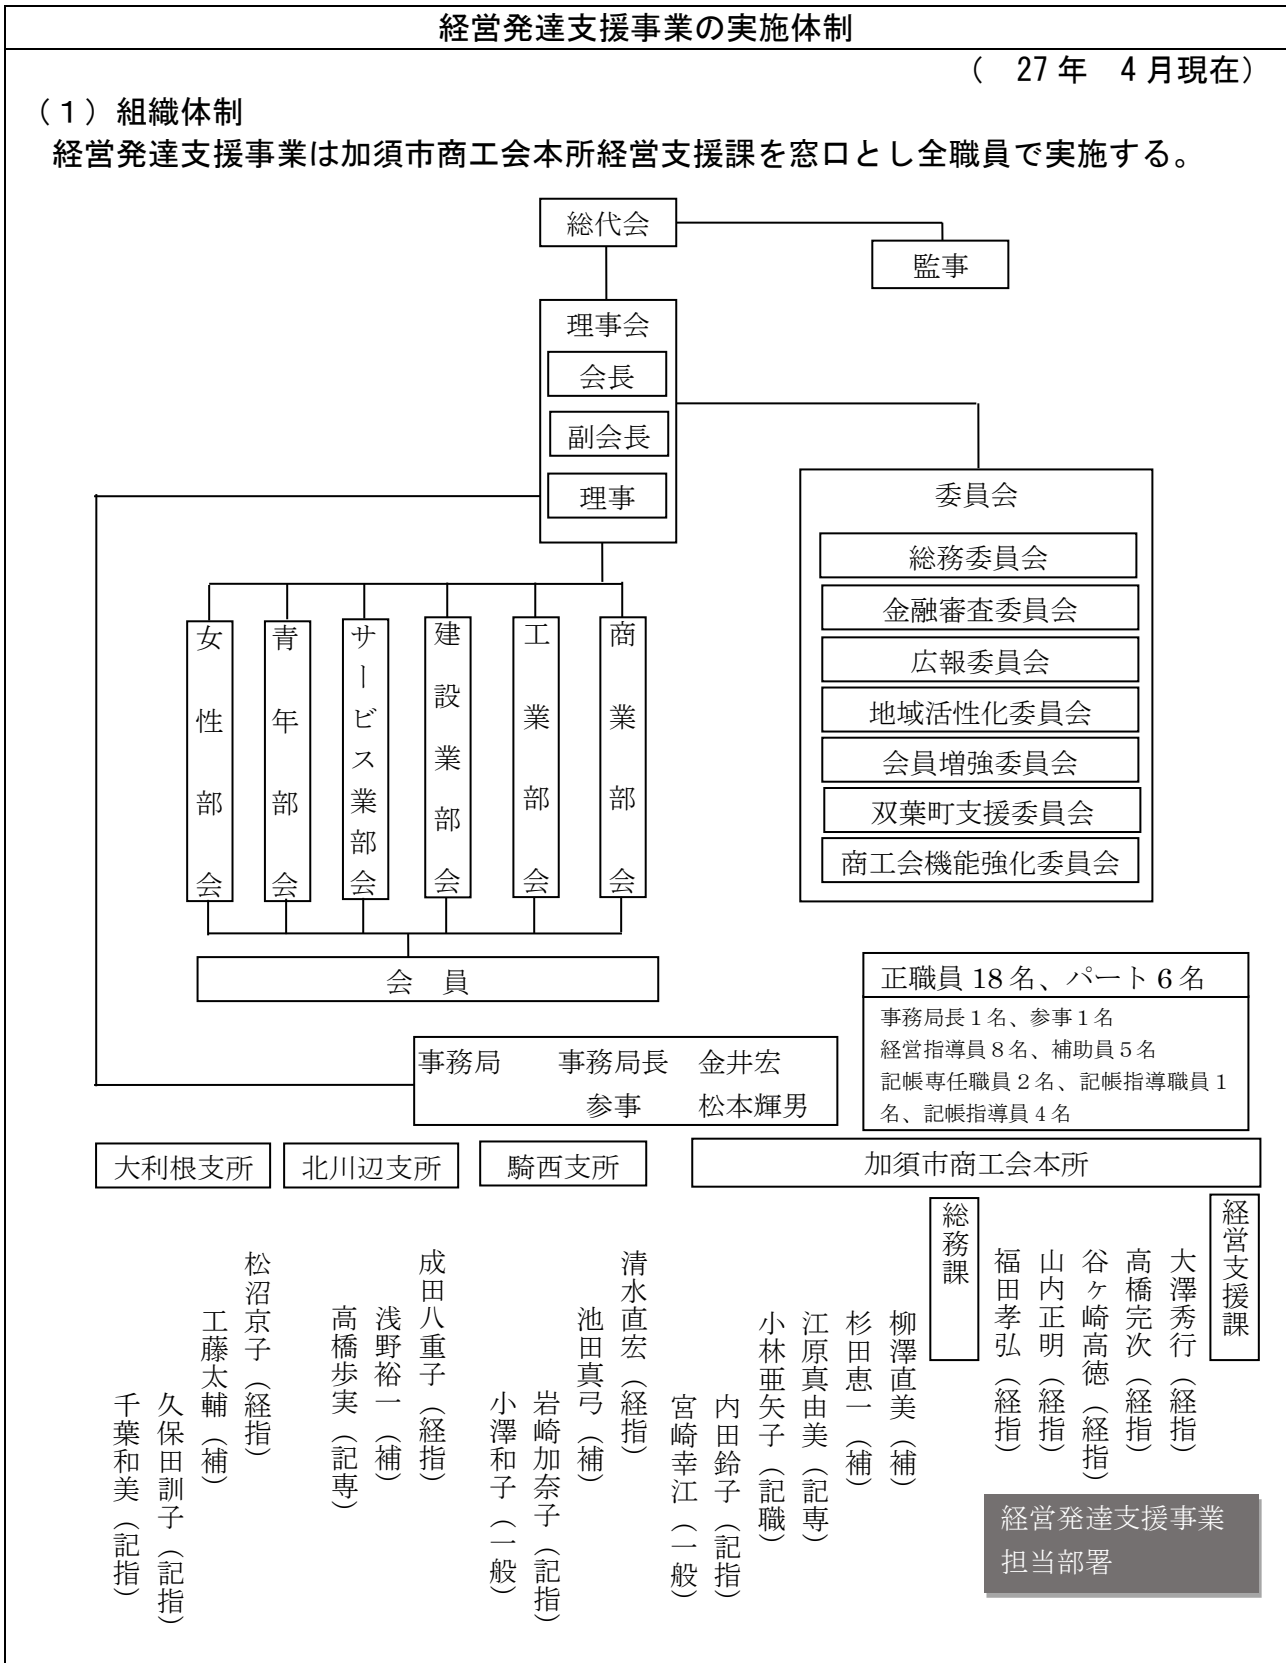 経営発達支援事業の実施体制
（　27年　4月現在）
（１）組織体制
経営発達支援事業は加須市商工会本所経営支援課を窓口とし全職員で実施する。
総代会
監事
理事会
会長
副会長
理事
委員会
総務委員会
金融審査委員会
広報委員会
地域活性化委員会
会員増強委員会
双葉町支援委員会
商工会機能強化委員会
商業部会
工業部会
建設業部会
サービス業部会
青年部会
女性部会
会　員
正職員18名、パート6名
事務局長１名、参事１名
経営指導員８名、補助員５名
記帳専任職員２名、記帳指導職員１
名、記帳指導員４名
事務局　事務局長　金井宏
参事　松本輝男
大利根支所
北川辺支所
騎西支所
加須市商工会本所
経営支援課
大澤秀行（経指）
高橋完次（経指）
谷ヶ崎高徳（経指）
山内正明（経指）
福田孝弘（経指）
総務課
柳澤直美（補）
杉田恵一（補）
江原真由美（記専）
小林亜矢子（記職）
内田鈴子（記指）
宮崎幸江（一般）
清水直宏（経指）
池田真弓（補）
岩崎加奈子（記指）
小澤和子（一般）
成田八重子（経指）
浅野裕一（補）
高橋歩実（記専）
松沼京子（経指）
工藤太輔（補）
久保田訓子（記指）
千葉和美（記指）
経営発達支援事業
担当部署